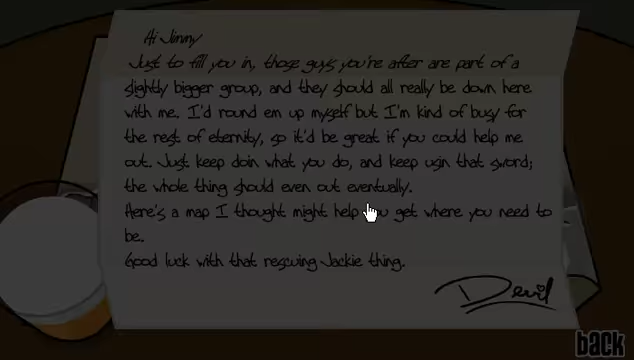 Hi Jimmy
Just to fill you in, those guys you're after are part of a
slightly bigger group, and they should all really be down here
with me. I'd round em up myself but I'm kind of busy for
the rest of eternity, so it'd be great if you could help me
out. Just keep doin what you do, and keep usin that sword;
the whole thing should even out eventually.
Here's a map I thought might help you get where you need to
be.
Good luck with that rescuing Jackie thing.
Devil
back